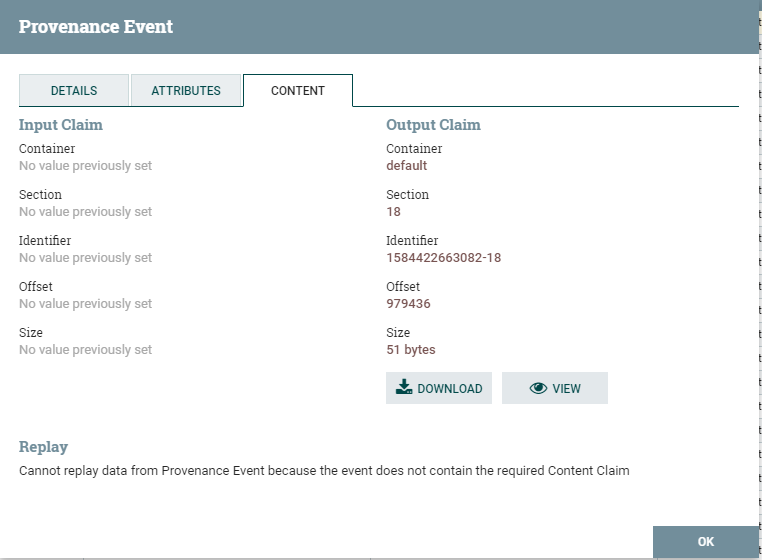 Provenance Event
DETAILS
ATTRIBUTES
CONTENT
Input Claim
Container
No value previously set
Section
No value previously set
Identifier
No value previously set
Offset
No value previously set
Size
No value previously set
Output Claim
Container
default
Section
18
Identifier
1584422663082-18
Offset
979436
Size
51 bytes
DOWNLOAD
VIEW
Replay
Cannot replay data from Provenance Event because the event does not contain the required Content Claim
OK